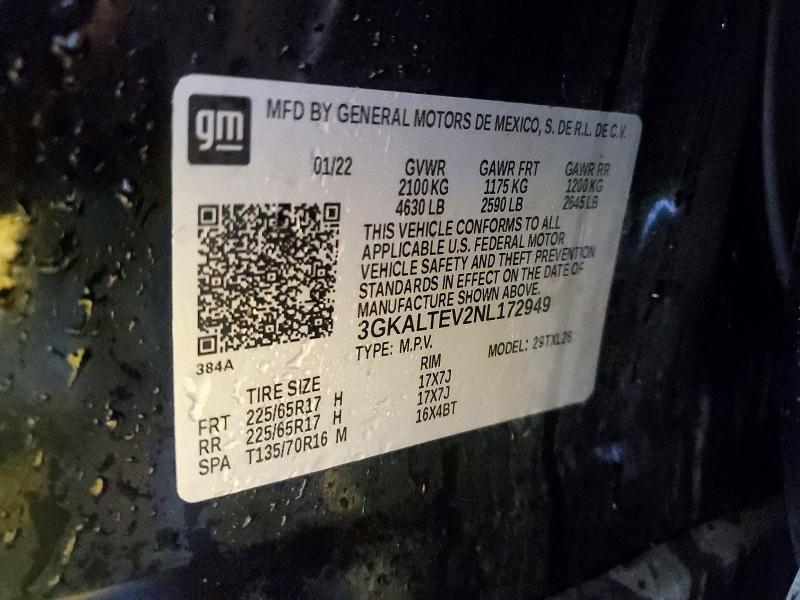 gm
MFD BY GENERAL MOTORS DE MEXICO, S. DE R.L. DE C.V.
01/22 GVWR GAWR FRT GAWR RR
2100 KG 1175 KG 1200 KG
4630 LB 2590 LB 2645 LB
THIS VEHICLE CONFORMS TO ALL
APPLICABLE U.S. FEDERAL MOTOR
VEHICLE SAFETY AND THEFT PREVENTION
STANDARDS IN EFFECT ON THE DATE OF
MANUFACTURE SHOWN ABOVE.
3GKALTEV2NL172949
TYPE: M.P.V. MODEL: 29TXL26
384A
TIRE SIZE RIM
FRT 225/65R17 H 17X7J
RR 225/65R17 H 17X7J
SPA T135/70R16 M 16X4BT